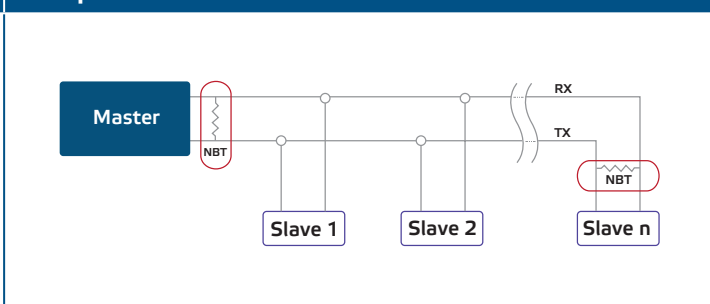 RX
Master
TX
NBT
NBT
Slave 1
Slave 2
Slave n